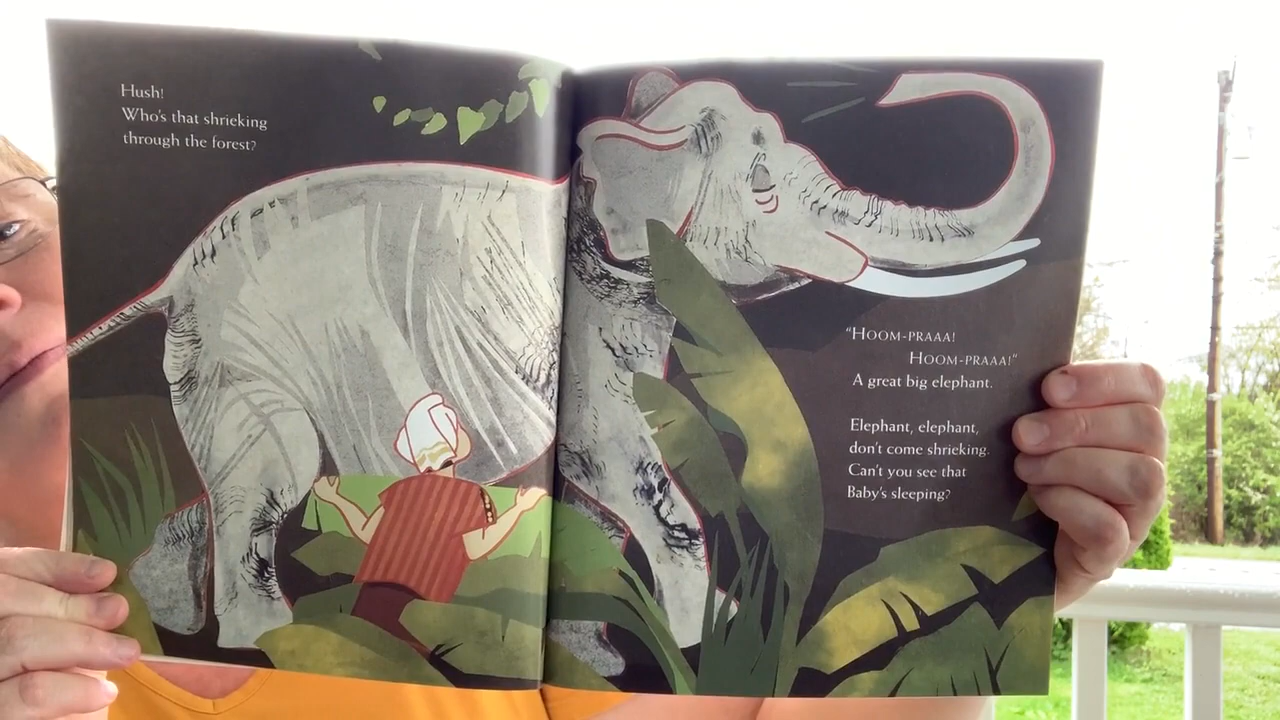 Hush!
Who's that shrieking
through the forest?
"HOOM-PRAAA!
HOOM-PRAAA!"
A great big elephant.
Elephant, elephant,
don't come shrieking.
Can't you see that
Baby's sleeping?